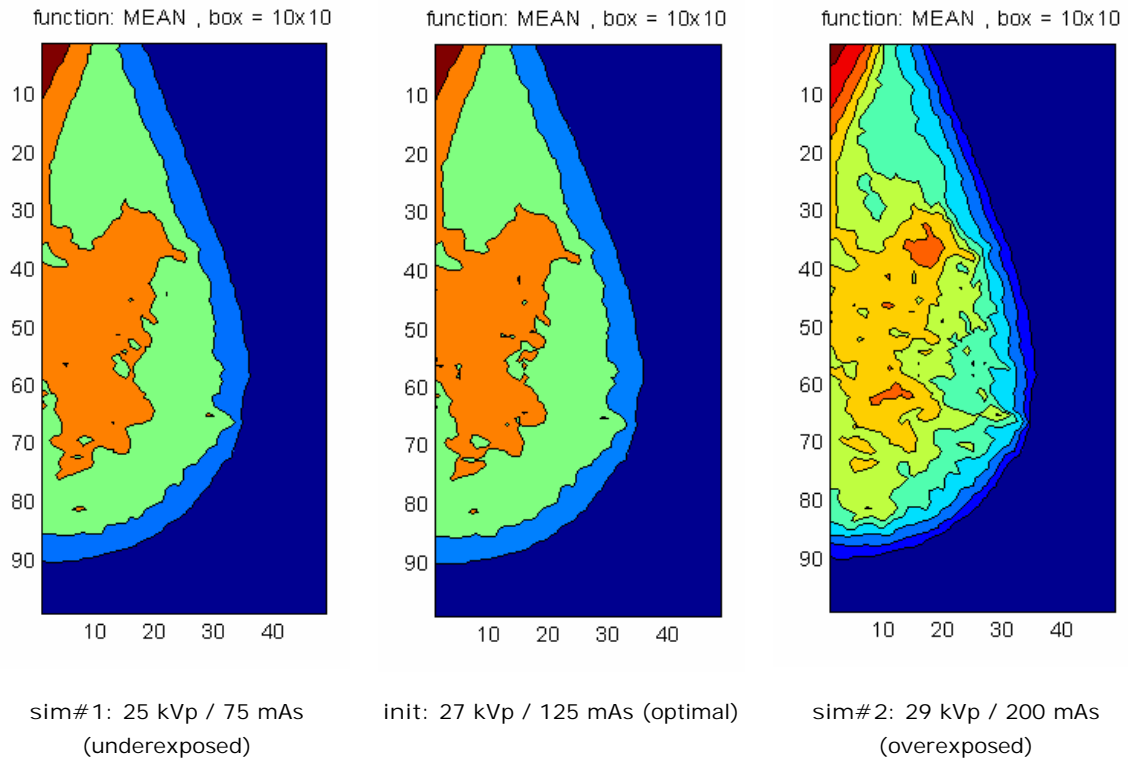 function: MEAN , box = 10x10
10
20
30
40
50
60
70
80
90
10 20 30 40
sim#1: 25 kVp / 75 mAs
(underexposed)
function: MEAN , box = 10x10
10
20
30
40
50
60
70
80
90
10 20 30 40
init: 27 kVp / 125 mAs (optimal)
function: MEAN , box = 10x10
10
20
30
40
50
60
70
80
90
10 20 30 40
sim#2: 29 kVp / 200 mAs
(overexposed)